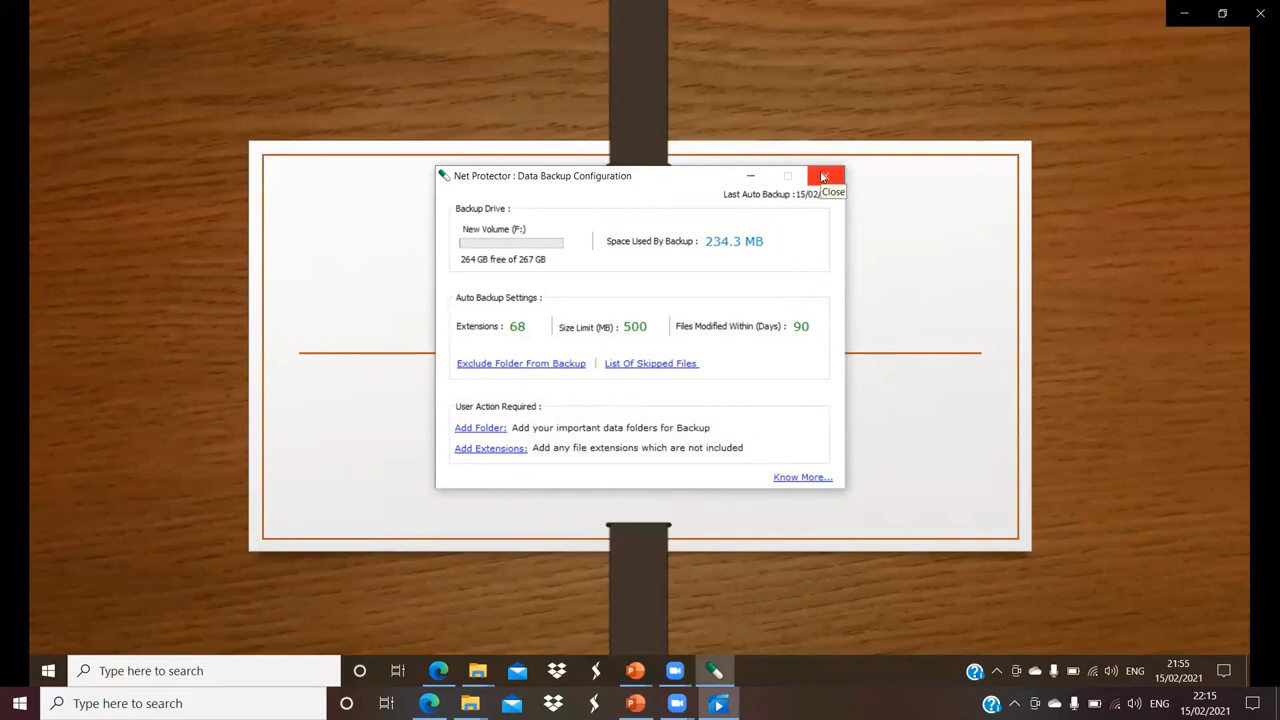 Net Protector : Data Backup Configuration
Close
Last Auto Backup :15/02/
Backup Drive :
New Volume (F:)
Space Used By Backup : 234.3 MB
264 GB free of 267 GB
Auto Backup Settings :
Extensions : 68 Size Limit (MB) : 500 Files Modified Within (Days) : 90
Exclude Folder From Backup List Of Skipped Files
User Action Required :
Add Folder: Add your important data folders for Backup
Add Extensions: Add any file extensions which are not included
Know More...
Type here to search
ENG
21:55
15/02/2021
Type here to search
ENG
22:15
15/02/2021